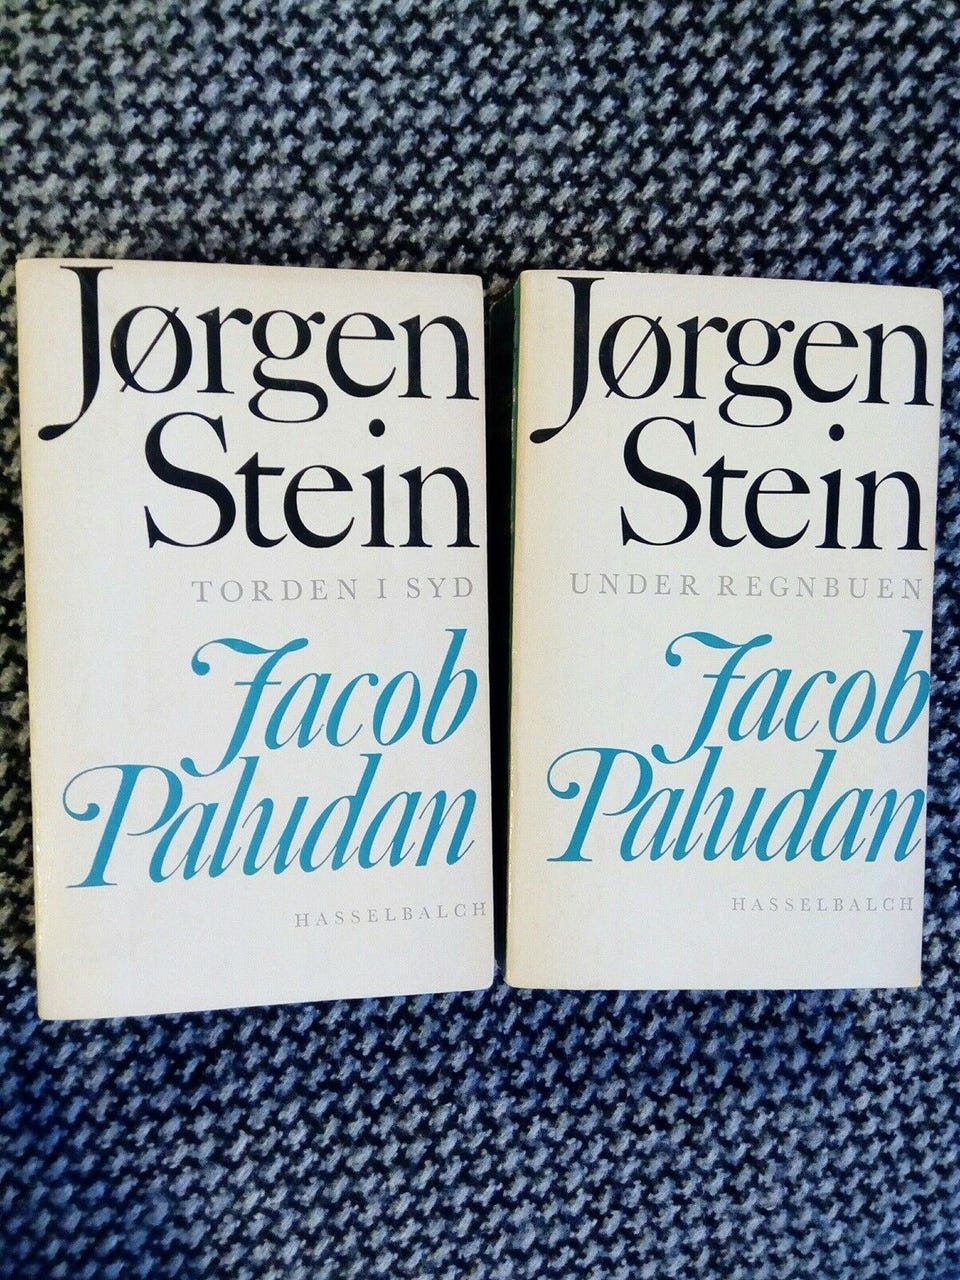 Jørgen
Stein
TORDEN I SYD
Jacob
Paludan
HASSELBALCH
Jørgen
Stein
UNDER REGNBUEN
Jacob
Paludan
HASSELBALCH